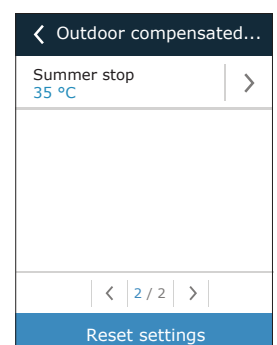 Outdoor compensated...
Summer stop
35 °C
2 / 2
Reset settings